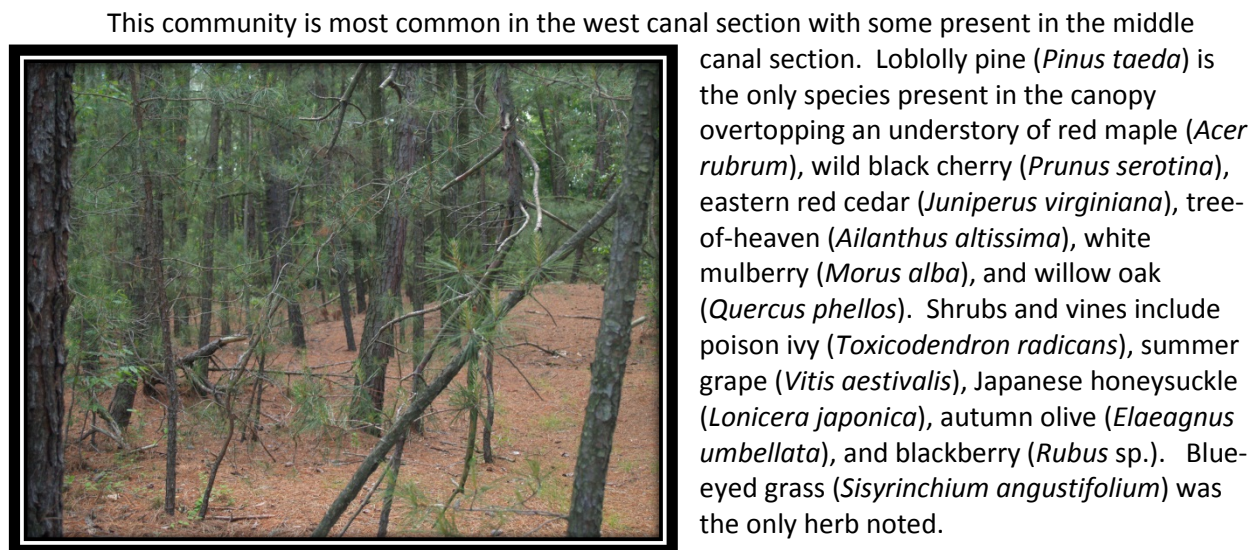 This community is most common in the west canal section with some present in the middle
canal section. Loblolly pine (Pinus taeda) is
the only species present in the canopy
overtopping an understory of red maple (Acer
rubrum), wild black cherry (Prunus serotina),
eastern red cedar (Juniperus virginiana), tree-
of-heaven (Ailanthus altissima), white
mulberry (Morus alba), and willow oak
(Quercus phellos). Shrubs and vines include
poison ivy (Toxicodendron radicans), summer
grape (Vitis aestivalis), Japanese honeysuckle
(Lonicera japonica), autumn olive (Elaeagnus
umbellata), and blackberry (Rubus sp.). Blue-
eyed grass (Sisyrinchium angustifolium) was
the only herb noted.